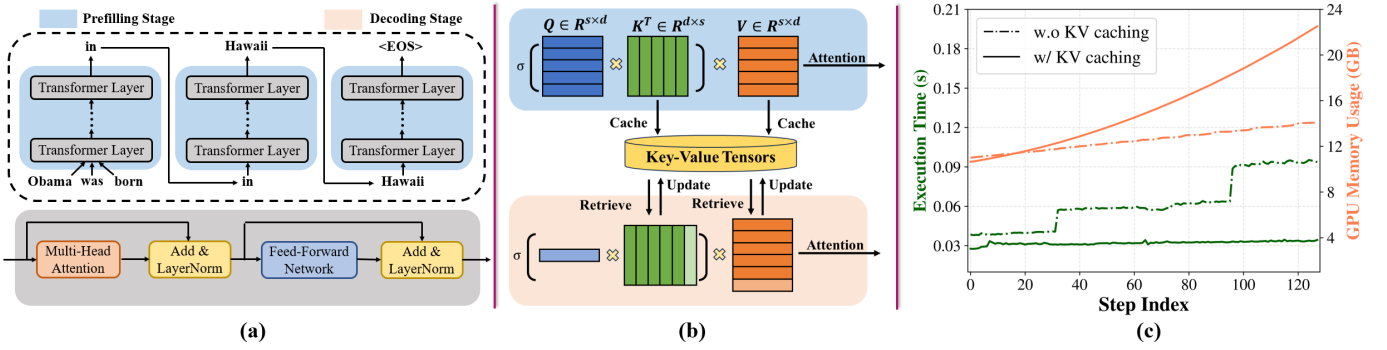 Prefilling Stage
Decoding Stage
in
Hawaii
<EOS>
Transformer Layer
Transformer Layer
Transformer Layer
Transformer Layer
Transformer Layer
Transformer Layer
Obama was born
in
Hawaii
Multi-Head
Attention
Add &
LayerNorm
Feed-Forward
Network
Add &
LayerNorm
(a)
Q ∈ R^{s×d}
K^T ∈ R^{d×s}
V ∈ R^{s×d}
σ
Attention
Cache
Cache
Key-Value Tensors
Update
Update
Retrieve
Retrieve
σ
Attention
(b)
0.21
0.18
0.15
0.12
0.09
0.06
0.03
Execution Time (s)
w.o KV caching
w/ KV caching
24
20
16
12
8
4
GPU Memory Usage (GB)
0
20
40
60
80
100
120
Step Index
(c)